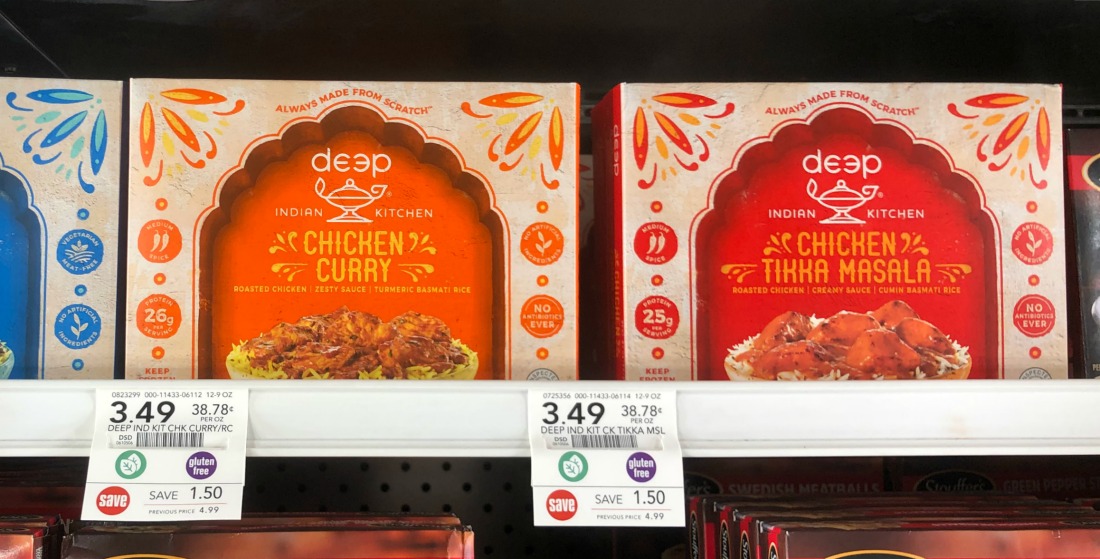 VEGETARIAN
MEAT-FREE
NO ARTIFICIAL
INGREDIENTS
ALWAYS MADE FROM SCRATCH™
deep
INDIAN KITCHEN
®
CHICKEN
CURRY
ROASTED CHICKEN | ZESTY SAUCE | TURMERIC BASMATI RICE
MEDIUM
SPICE
PROTEIN
26g
PER
SERVING
KEEP
FROZEN
NO ARTIFICIAL
INGREDIENTS
NO
ANTIBIOTICS
EVER
ALWAYS MADE FROM SCRATCH™
deep
INDIAN KITCHEN
®
CHICKEN
TIKKA MASALA
ROASTED CHICKEN | CREAMY SAUCE | CUMIN BASMATI RICE
MEDIUM
SPICE
PROTEIN
25g
PER
SERVING
KEEP
FROZEN
NO ARTIFICIAL
INGREDIENTS
NO
ANTIBIOTICS
EVER
0823299 000-11433-06112 12-9 OZ
3.49 38.78¢
PER OZ
DEEP IND KIT CHK CURRY/RC
DSD
gluten
free
save
SAVE 1.50
PREVIOUS PRICE 4.99
0725356 000-11433-06114 12-9 OZ
3.49 38.78¢
PER OZ
DEEP IND KIT CK TIKKA MSL
DSD
gluten
free
save
SAVE 1.50
PREVIOUS PRICE 4.99
Stouffer's SWEDISH MEATBALLS
Stouffer's GREEN PEPPER